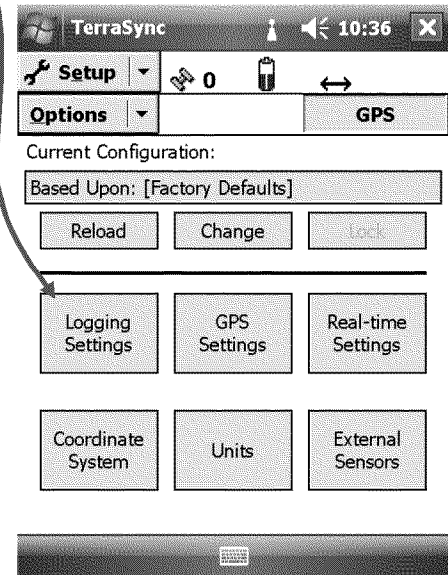 TerraSync 10:36
Setup 0
Options GPS
Current Configuration:
Based Upon: [Factory Defaults]
Reload Change Lock
Logging Settings
GPS Settings
Real-time Settings
Coordinate System
Units
External Sensors